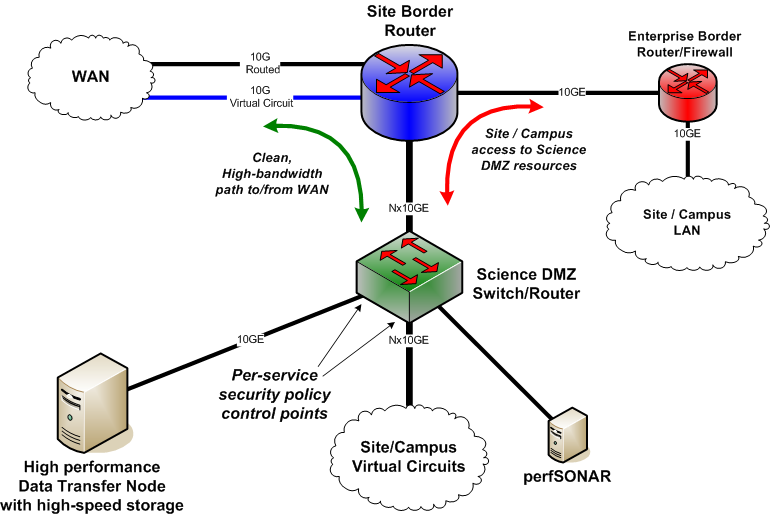 Site Border
Router
Enterprise Border
Router/Firewall
WAN
10G
Routed
10G
Virtual Circuit
10GE
10GE
Clean,
High-bandwidth
path to/from WAN
Site / Campus
access to Science
DMZ resources
Nx10GE
Site / Campus
LAN
Science DMZ
Switch/Router
10GE
Nx10GE
Per-service
security policy
control points
Site/Campus
Virtual Circuits
High performance
Data Transfer Node
with high-speed storage
perfSONAR